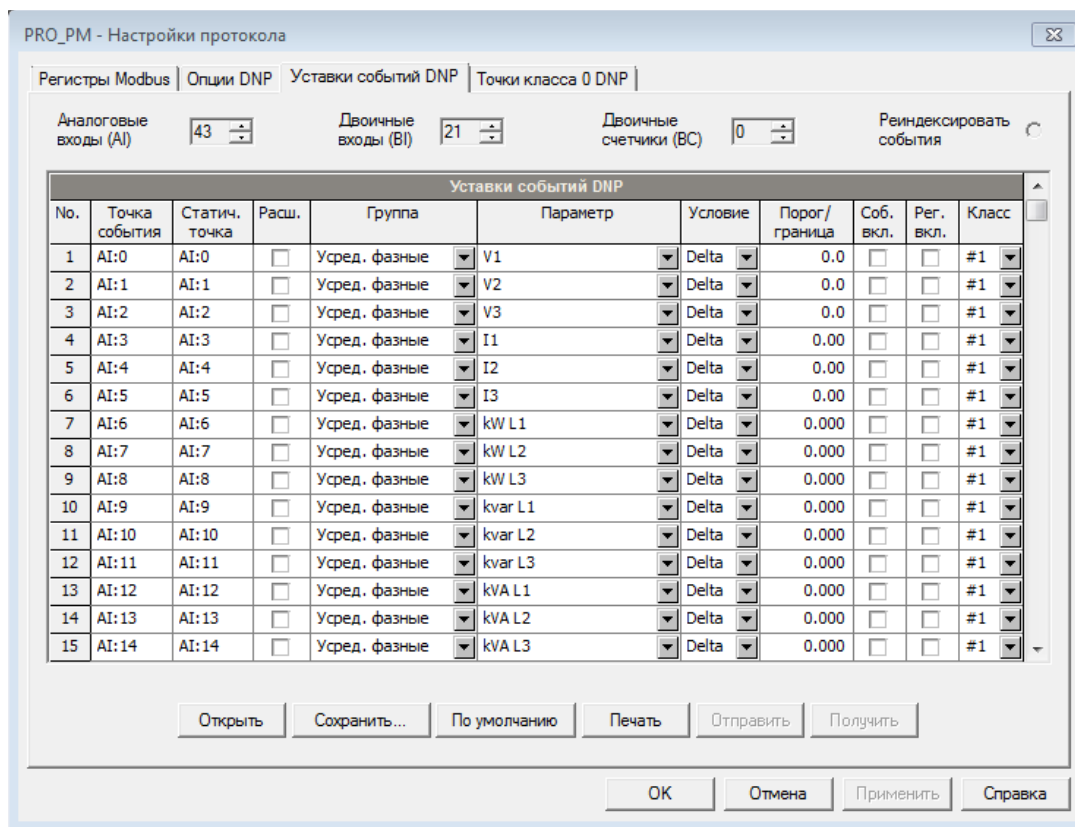 PRO_PM - Настройки протокола
Регистры Modbus Опции DNP Уставки событий DNP Точки класса 0 DNP
Аналоговые входы (AI) 43 Двоичные входы (BI) 21 Двоичные счетчики (BC) 0 Реиндексировать события
Уставки событий DNP
No. Точка события Статич. точка Расш. Группа Параметр Условие Порог/ граница Соб. вкл. Рег. вкл. Класс
1 AI:0 AI:0 Усред. фазные V1 Delta 0.0 #1
2 AI:1 AI:1 Усред. фазные V2 Delta 0.0 #1
3 AI:2 AI:2 Усред. фазные V3 Delta 0.0 #1
4 AI:3 AI:3 Усред. фазные I1 Delta 0.00 #1
5 AI:4 AI:4 Усред. фазные I2 Delta 0.00 #1
6 AI:5 AI:5 Усред. фазные I3 Delta 0.00 #1
7 AI:6 AI:6 Усред. фазные kW L1 Delta 0.000 #1
8 AI:7 AI:7 Усред. фазные kW L2 Delta 0.000 #1
9 AI:8 AI:8 Усред. фазные kW L3 Delta 0.000 #1
10 AI:9 AI:9 Усред. фазные kvar L1 Delta 0.000 #1
11 AI:10 AI:10 Усред. фазные kvar L2 Delta 0.000 #1
12 AI:11 AI:11 Усред. фазные kvar L3 Delta 0.000 #1
13 AI:12 AI:12 Усред. фазные kVA L1 Delta 0.000 #1
14 AI:13 AI:13 Усред. фазные kVA L2 Delta 0.000 #1
15 AI:14 AI:14 Усред. фазные kVA L3 Delta 0.000 #1
Открыть Сохранить... По умолчанию Печать Отправить Получить
OK Отмена Применить Справка